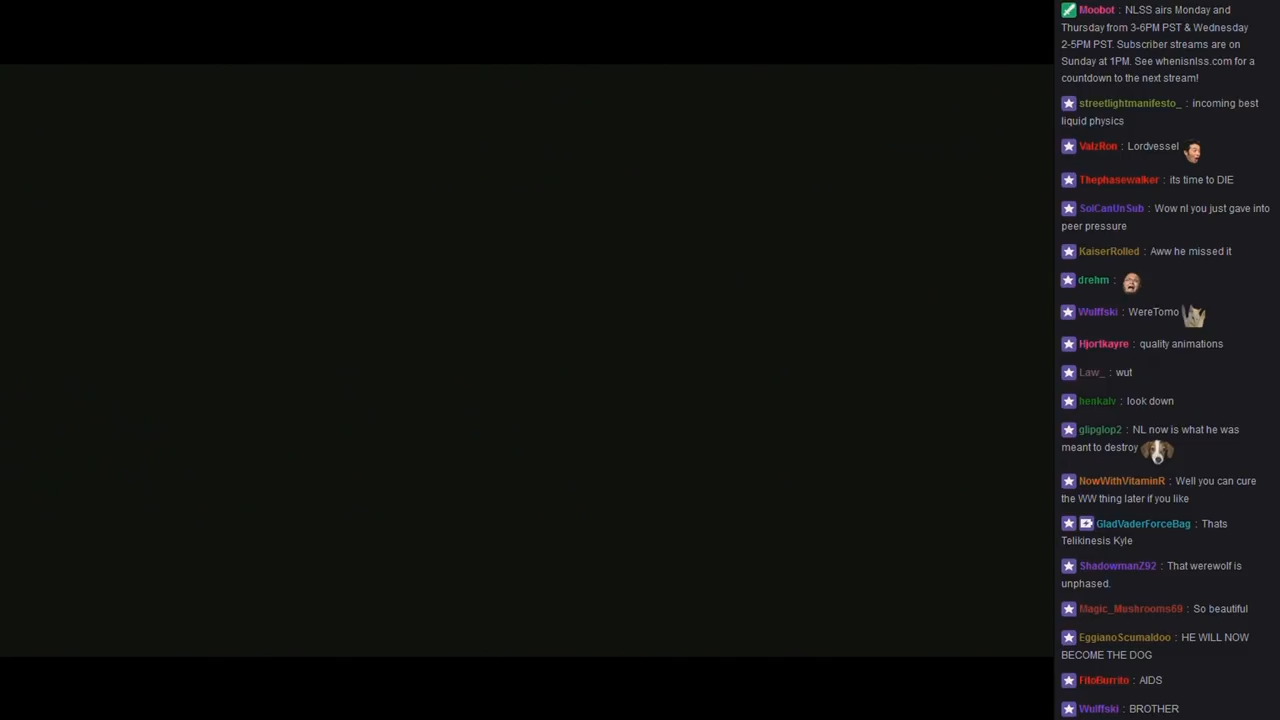 Moobot : NLSS airs Monday and
Thursday from 3-6PM PST & Wednesday
2-5PM PST. Subscriber streams are on
Sunday at 1PM. See whenisnlss.com for a
countdown to the next stream!
streetlightmanifesto_ : incoming best
liquid physics
ValzRon : Lordvessel
Thephasewalker : its time to DIE
SolCanUnSub : Wow nl you just gave into
peer pressure
KaiserRolled : Aww he missed it
drehm :
Wulffski : WereTomo
Hjortkayre : quality animations
Law_ : wut
henkalv : look down
glipglop2 : NL now is what he was
meant to destroy
NowWithVitaminR : Well you can cure
the WW thing later if you like
GladVaderForceBag : Thats
Telikinesis Kyle
ShadowmanZ92 : That werewolf is
unphased.
Magic_Mushrooms69 : So beautiful
EggianoScumaldoo : HE WILL NOW
BECOME THE DOG
FiloBurrito : AIDS
Wulffski : BROTHER